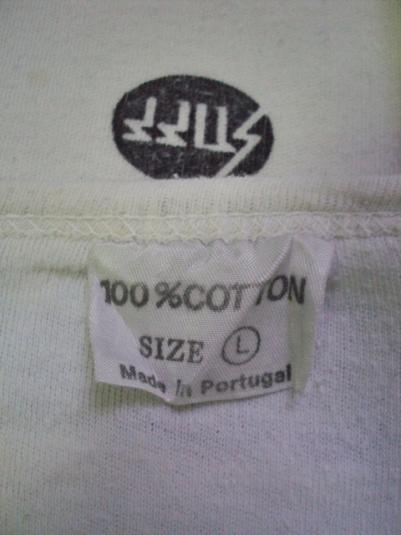 100 %COTTON
SIZE L
Made in Portugal